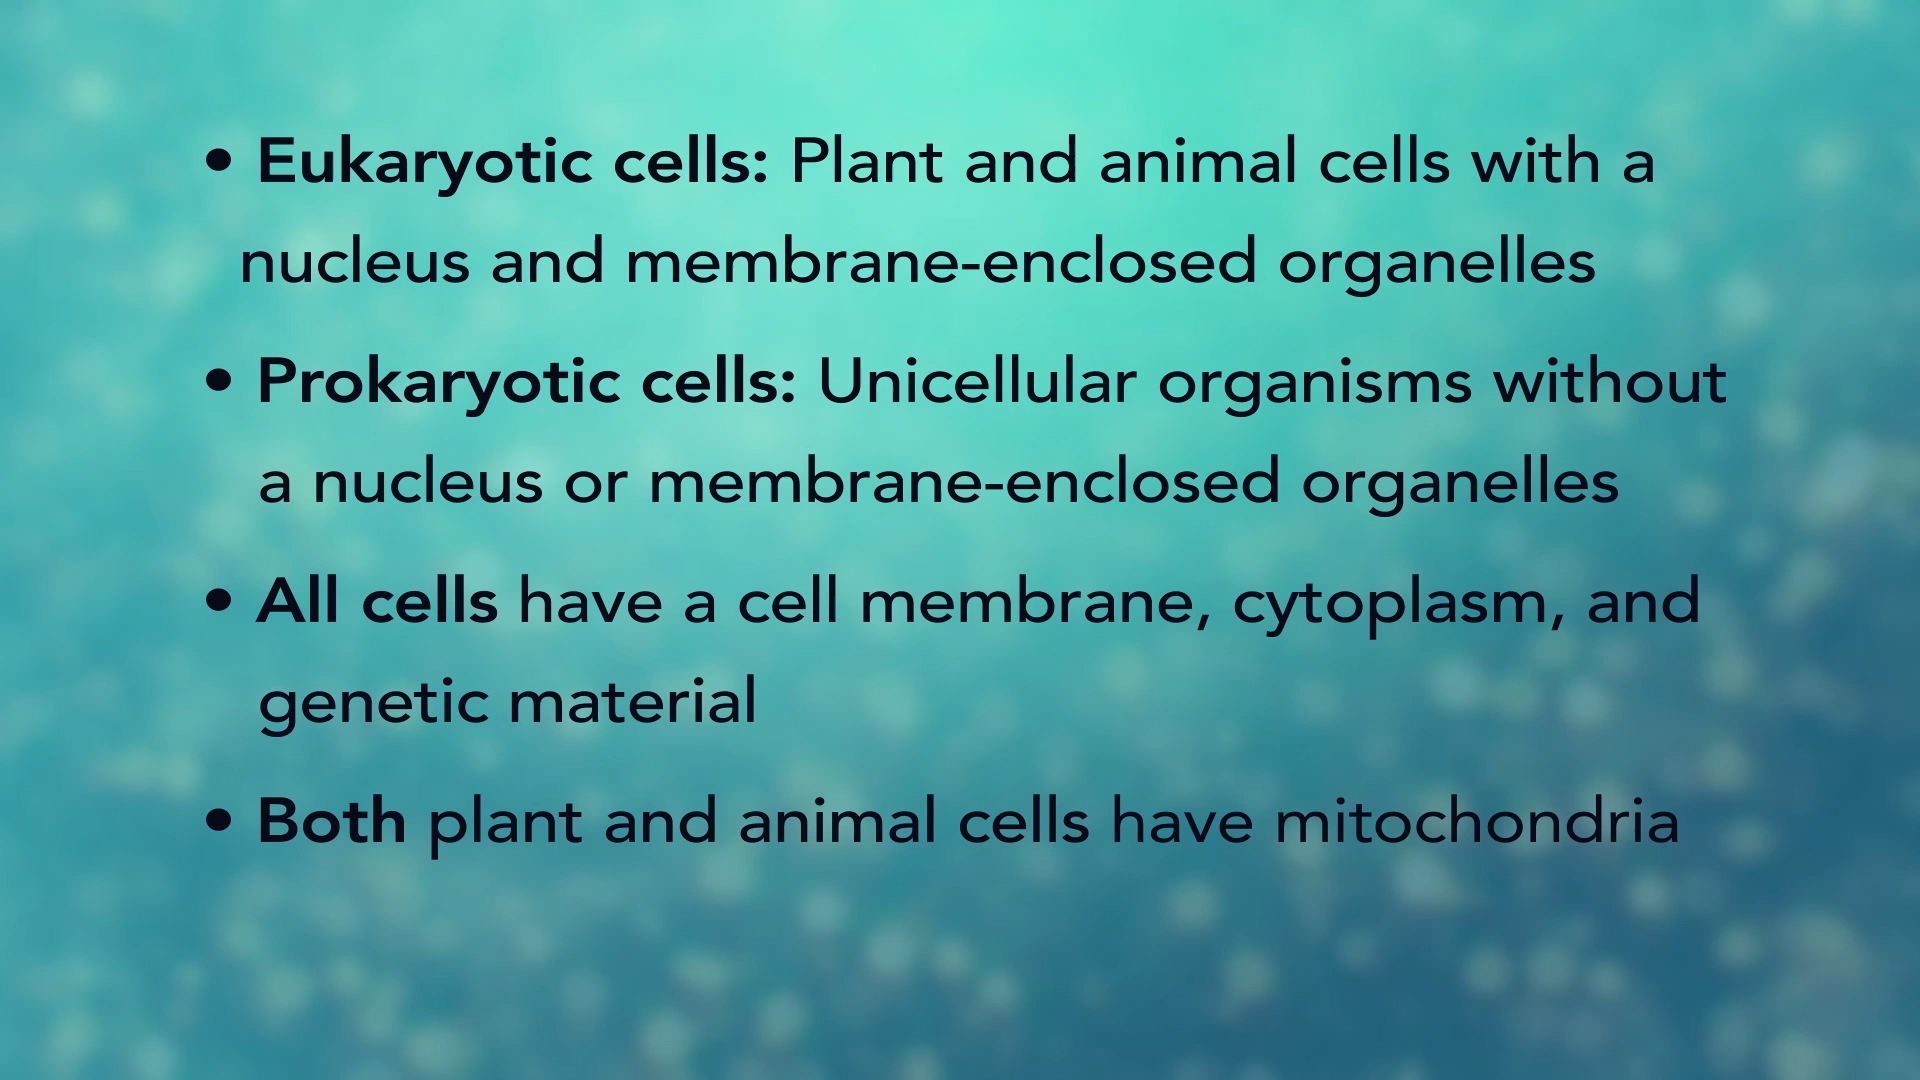 • Eukaryotic cells: Plant and animal cells with a
nucleus and membrane-enclosed organelles
• Prokaryotic cells: Unicellular organisms without
a nucleus or membrane-enclosed organelles
• All cells have a cell membrane, cytoplasm, and
genetic material
• Both plant and animal cells have mitochondria